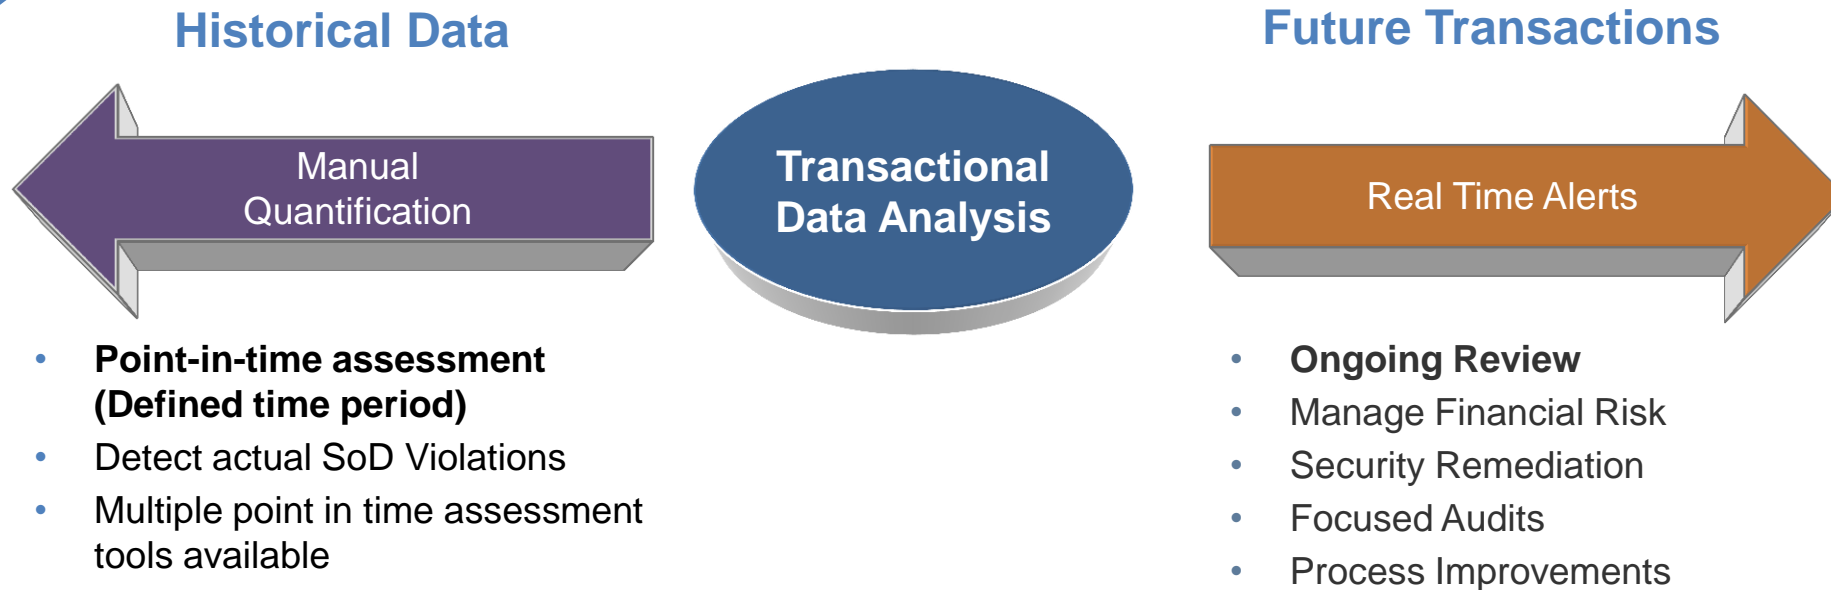 Historical Data
Future Transactions
Manual
Quantification
Transactional
Data Analysis
Real Time Alerts
• Point-in-time assessment
(Defined time period)
• Detect actual SoD Violations
• Multiple point in time assessment
tools available
• Ongoing Review
• Manage Financial Risk
• Security Remediation
• Focused Audits
• Process Improvements